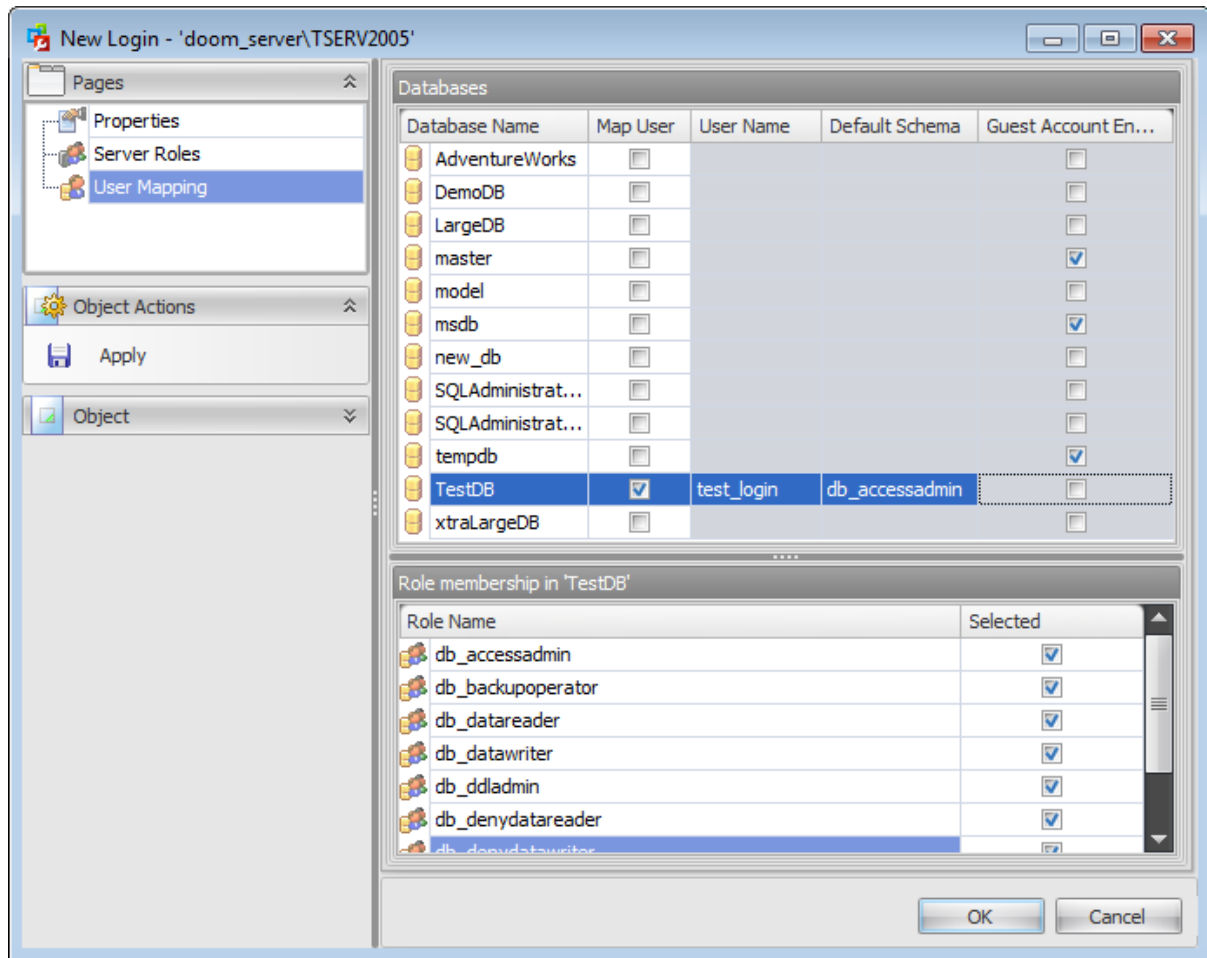 New Login - 'doom_server\TSERV2005'
Pages
Properties
Server Roles
User Mapping
Object Actions
Apply
Object
Databases
Database Name Map User User Name Default Schema Guest Account En...
AdventureWorks
DemoDB
LargeDB
master
model
msdb
new_db
SQLAdministrat...
SQLAdministrat...
tempdb
TestDB test_login db_accessadmin
xtraLargeDB
Role membership in 'TestDB'
Role Name Selected
db_accessadmin
db_backupoperator
db_datareader
db_datawriter
db_ddladmin
db_denydatareader
db_denydatawriter
OK Cancel